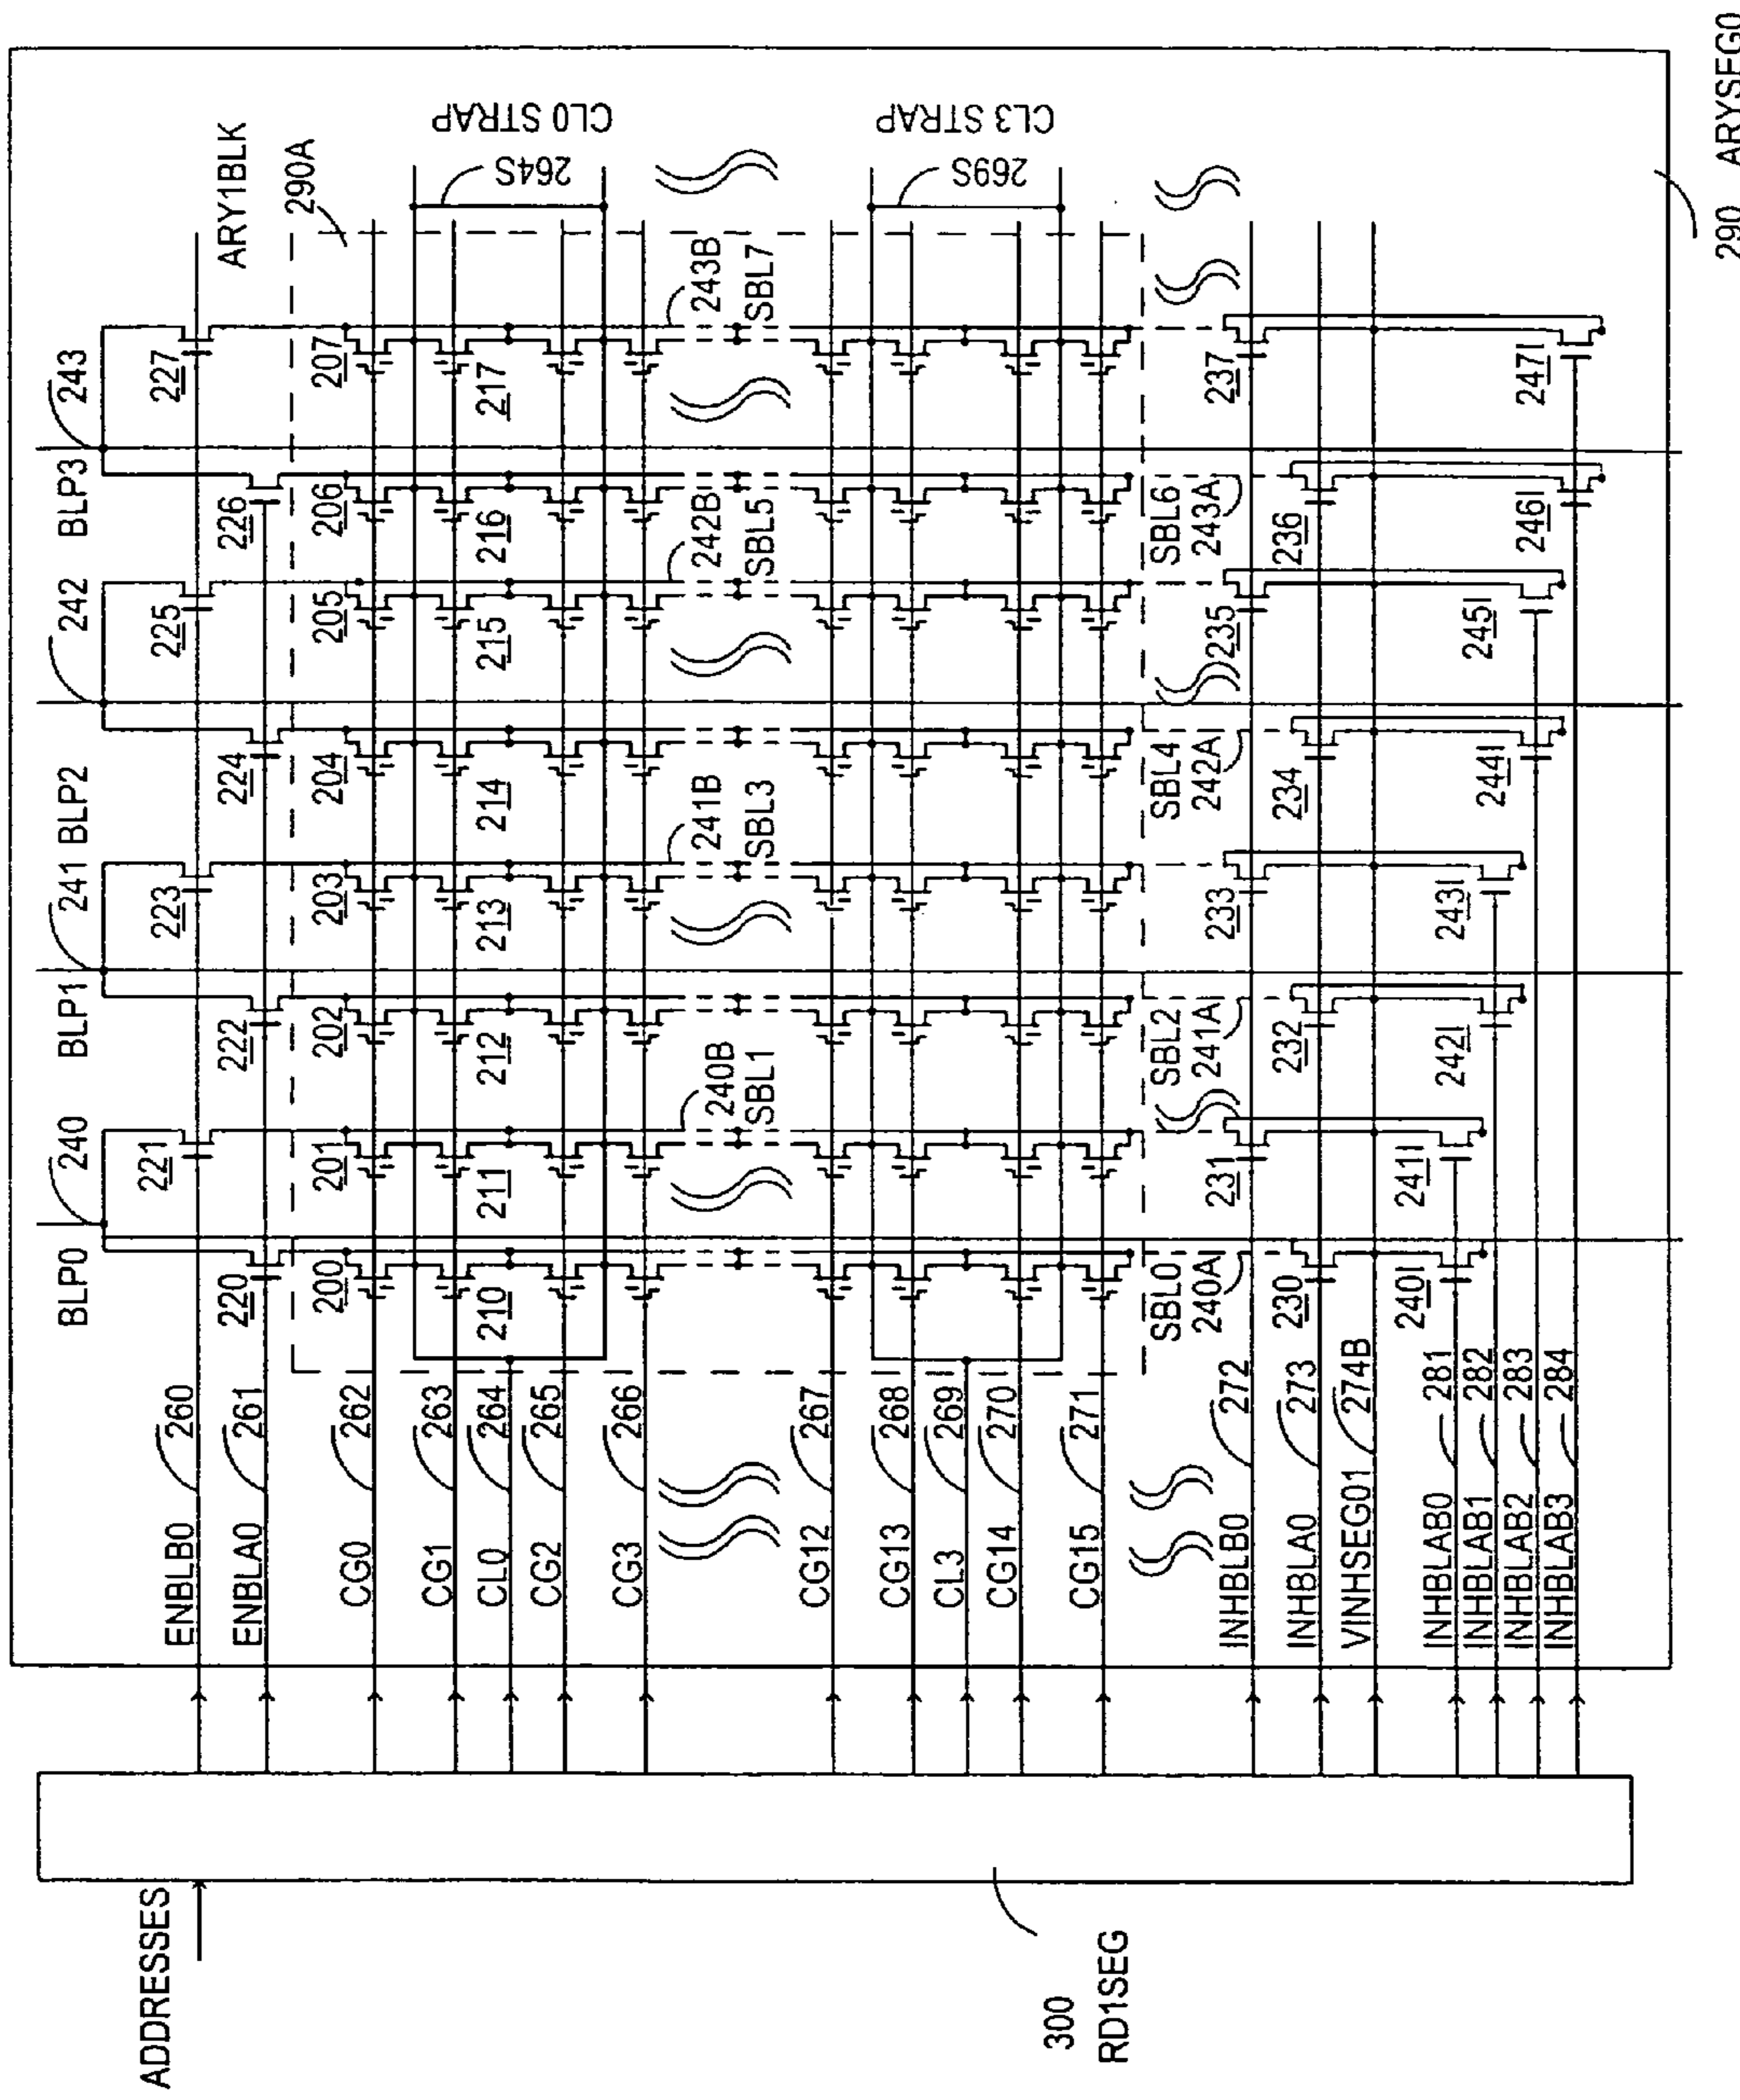 BLP0
240
BLP1
241
BLP2
242
BLP3
243
ADDRESSES
ENBLB0
260
221
223
225
227
ARY1BLK
ENBLA0
261
220
222
224
226
290A
CG0
262
200
201
202
203
204
205
206
207
CG1
263
CL0
264
210
211
212
213
214
215
216
217
CL0 STRAP
264S
CG2
265
CG3
266
240B
SBL1
241B
SBL3
242B
SBL5
243B
SBL7
CG12
267
CG13
268
CL3
269
CL3 STRAP
269S
CG14
270
CG15
271
SBL0
240A
SBL2
241A
SBL4
242A
SBL6
243A
INHBLB0
272
231
233
235
237
INHBLA0
273
230
232
234
236
VINHSEG01
274B
INHBLAB0
281
240I
241I
INHBLAB1
282
242I
243I
INHBLAB2
283
244I
245I
INHBLAB3
284
246I
247I
300
RD1SEG
290 ARYSEG0